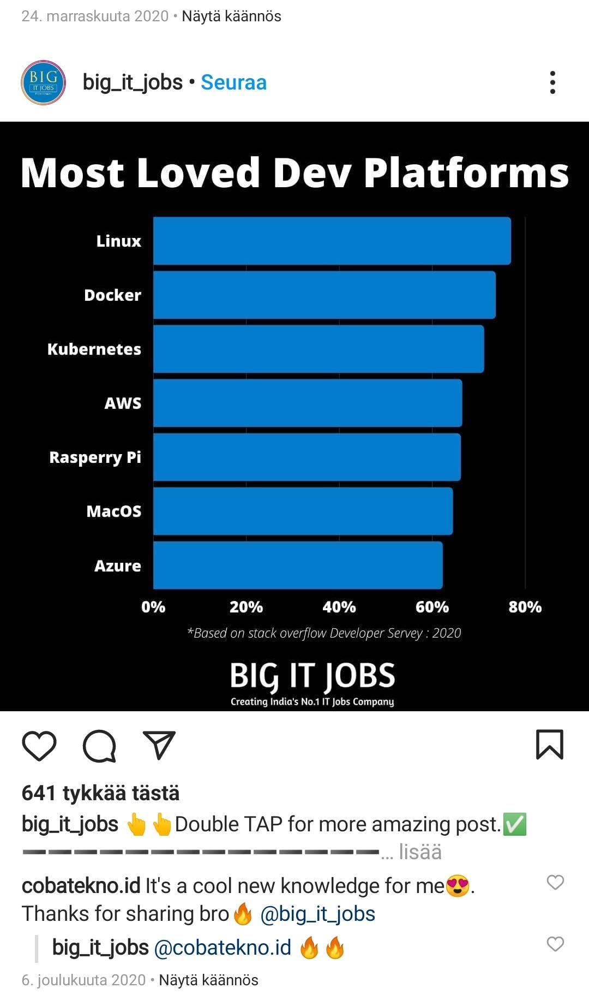 24. marraskuuta 2020 • Näytä käännös
BIG
IT JOBS
big_it_jobs • Seuraa
Most Loved Dev Platforms
Linux
Docker
Kubernetes
AWS
Rasperry Pi
MacOS
Azure
0% 20% 40% 60% 80%
*Based on stack overflow Developer Servey : 2020
BIG IT JOBS
Creating India's No.1 IT Jobs Company
641 tykkää tästä
big_it_jobs 👆👆Double TAP for more amazing post.✅
➖➖➖➖➖➖➖➖➖➖➖➖➖➖... lisää
cobatekno.id It's a cool new knowledge for me😍.
Thanks for sharing bro🔥 @big_it_jobs
big_it_jobs @cobatekno.id 🔥🔥
6. joulukuuta 2020 • Näytä käännös